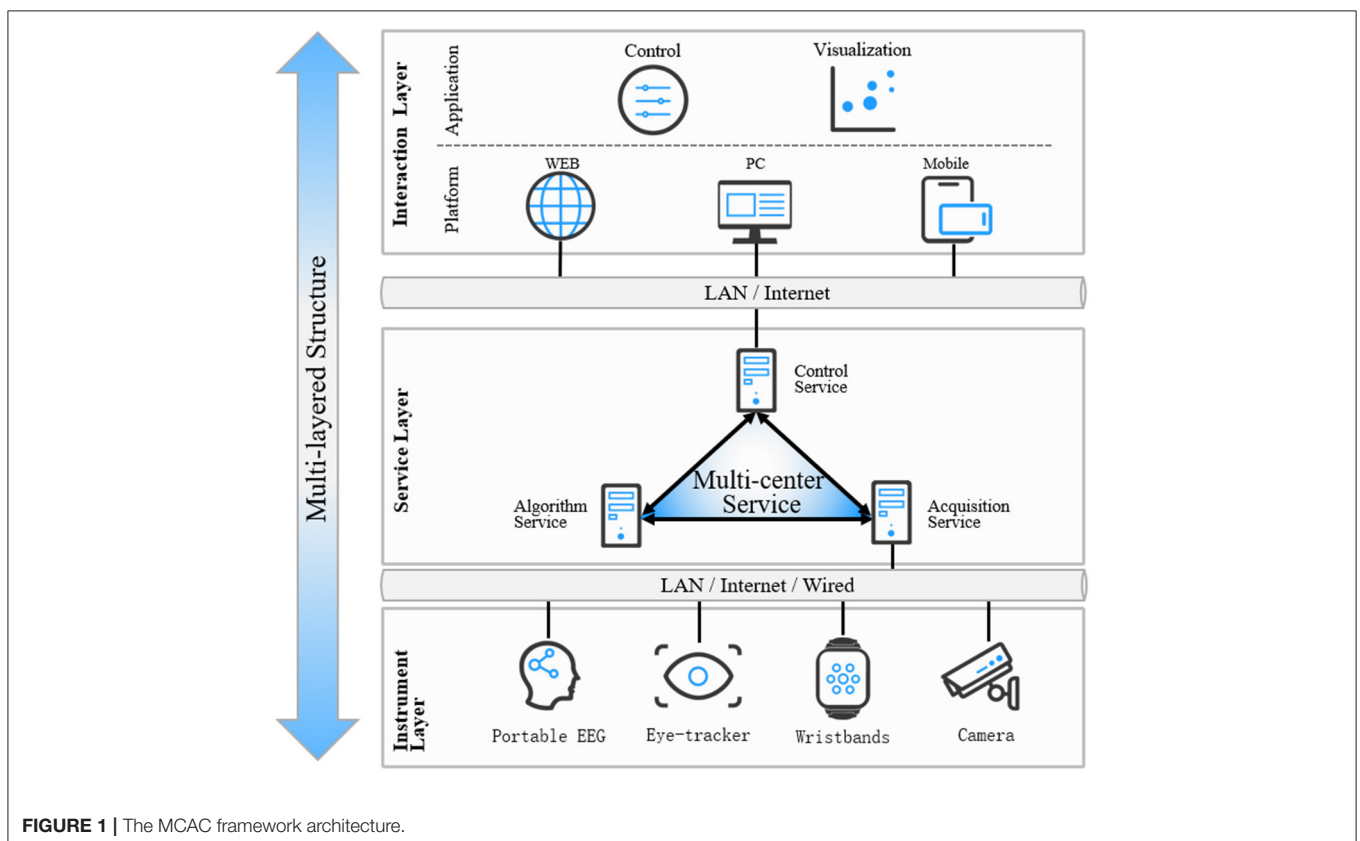 Multi-layered Structure
Interaction Layer
Application
Control
Visualization
Platform
WEB
PC
Mobile
LAN / Internet
Service Layer
Control
Service
Multi-center
Service
Algorithm
Service
Acquisition
Service
LAN / Internet / Wired
Instrument
Layer
Portable EEG
Eye-tracker
Wristbands
Camera
FIGURE 1 | The MCAC framework architecture.